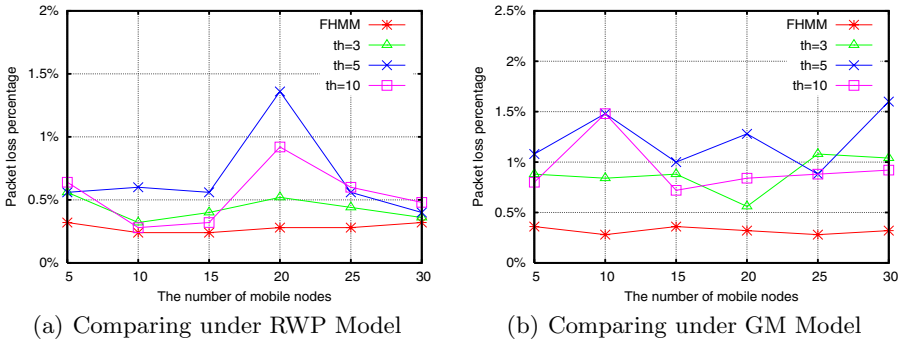 2%
1.5%
1%
0.5%
0%
Packet loss percentage
FHMM
th=3
th=5
th=10
5 10 15 20 25 30
The number of mobile nodes
(a) Comparing under RWP Model
2.5%
2%
1.5%
1%
0.5%
0%
Packet loss percentage
FHMM
th=3
th=5
th=10
5 10 15 20 25 30
The number of mobile nodes
(b) Comparing under GM Model